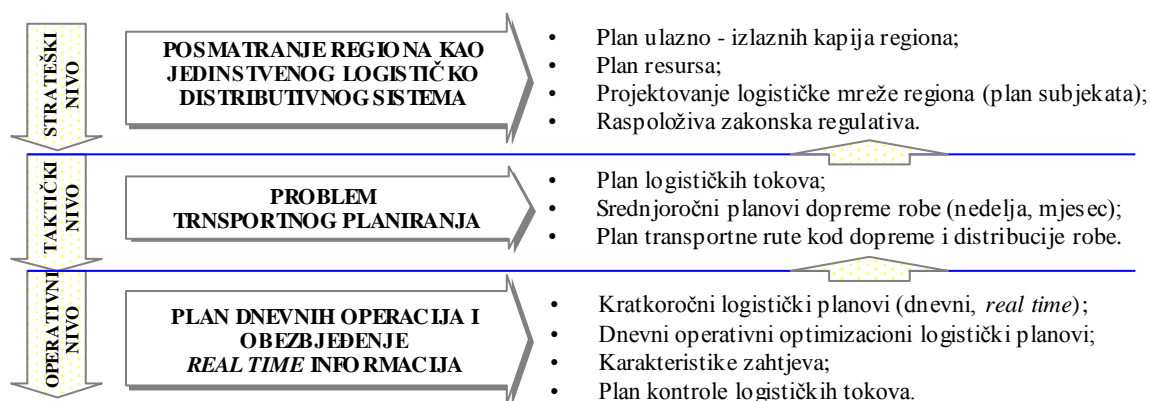 STRATEŠKI
NIVO
POSMATRANJE REGIONA KAO
JEDINSTVENOG LOGISTIČKO
DISTRIBUTIVNOG SISTEMA
• Plan ulazno - izlaznih kapija regiona;
• Plan resursa;
• Projektovanje logističke mreže regiona (plan subjekata);
• Raspoloživa zakonska regulativa.
TAKTIČKI
NIVO
PROBLEM
TRNSPORTNOG PLANIRANJA
• Plan logističkih tokova;
• Srednjoročni planovi dopreme robe (nedelja, mjesec);
• Plan transportne rute kod dopreme i distribucije robe.
OPERATIVNI
NIVO
PLAN DNEVNIH OPERACIJA I
OBEZBJEĐENJE
REAL TIME INFORMACIJA
• Kratkoročni logistički planovi (dnevni, real time);
• Dnevni operativni optimizacioni logistički planovi;
• Karakteristike zahtjeva;
• Plan kontrole logističkih tokova.